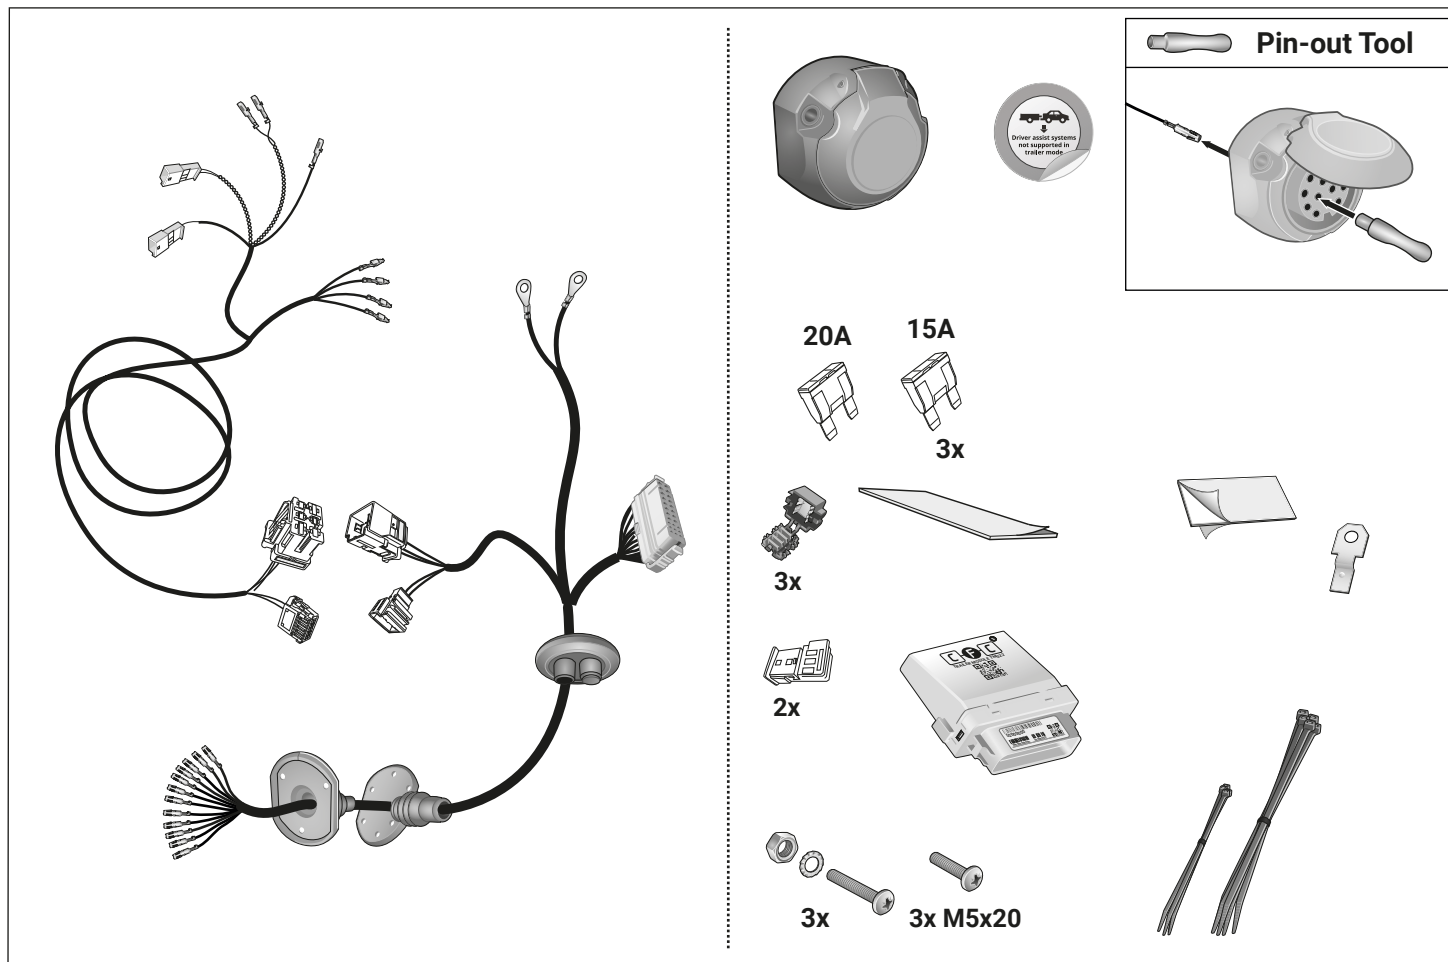 Pin-out Tool
Driver assist systems
not supported in
trailer mode
20A
15A
3x
3x
2x
C F C
3x
3x M5x20